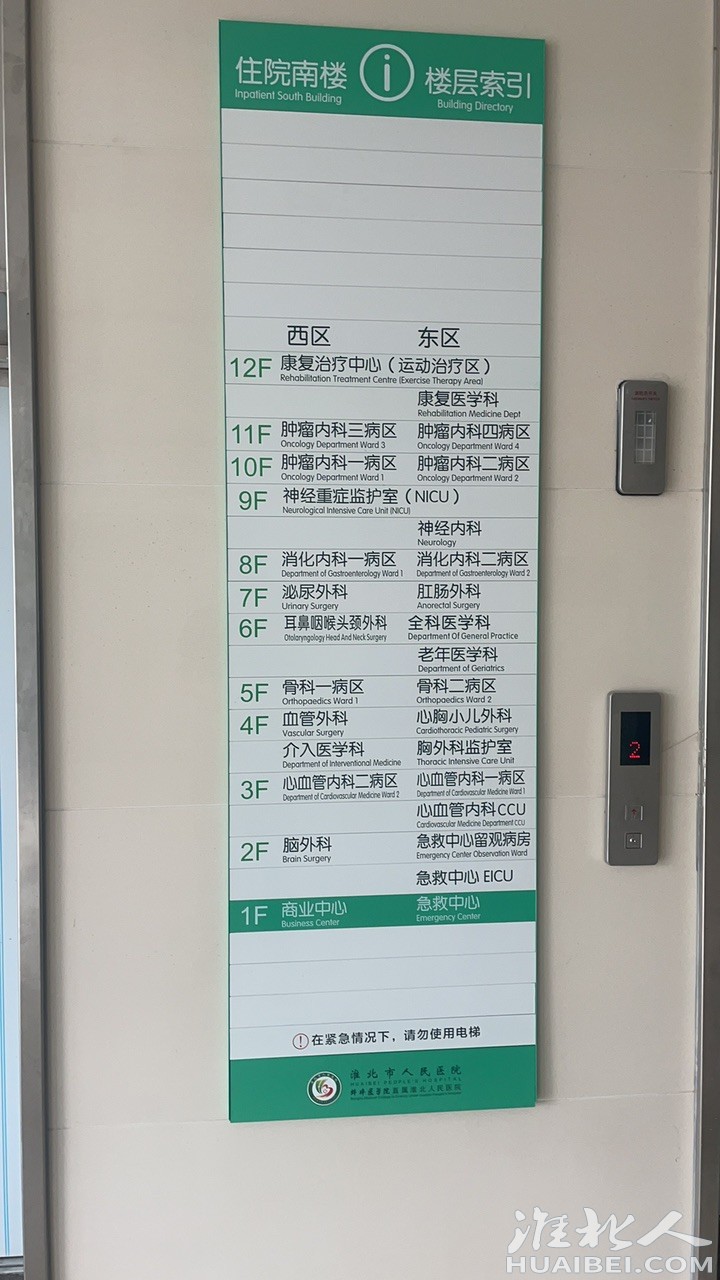 住院南楼 i 楼层索引
Inpatient South Building Building Directory
西区 东区
12F 康复治疗中心（运动治疗区）
Rehabilitation Treatment Centre (Exercise Therapy Area)
康复医学科
Rehabilitation Medicine Dept
11F 肿瘤内科三病区 肿瘤内科四病区
Oncology Department Ward 3 Oncology Department Ward 4
10F 肿瘤内科一病区 肿瘤内科二病区
Oncology Department Ward 1 Oncology Department Ward 2
9F 神经重症监护室（NICU）
Neurological Intensive Care Unit (NICU)
神经内科
Neurology
8F 消化内科一病区 消化内科二病区
Department of Gastroenterology Ward 1 Department of Gastroenterology Ward 2
7F 泌尿外科 肛肠外科
Urinary Surgery Anorectal Surgery
6F 耳鼻咽喉头颈外科 全科医学科
Otolaryngology Head And Neck Surgery Department Of General Practice
老年医学科
Department of Geriatrics
5F 骨科一病区 骨科二病区
Orthopaedics Ward 1 Orthopaedics Ward 2
4F 血管外科 心胸小儿外科
Vascular Surgery Cardiothoracic Pediatric Surgery
介入医学科 胸外科监护室
Department of Interventional Medicine Thoracic Intensive Care Unit
3F 心血管内科二病区 心血管内科一病区
Department of Cardiovascular Medicine Ward 2 Department of Cardiovascular Medicine Ward 1
心血管内科CCU
Cardiovascular Medicine Department CCU
2F 脑外科 急救中心留观病房
Brain Surgery Emergency Center Observation Ward
急救中心 EICU
1F 商业中心 急救中心
Business Center Emergency Center
2
在紧急情况下，请勿使用电梯
淮北市人民医院
HUAIBEI PEOPLE'S HOSPITAL
蚌埠医学院附属淮北人民医院
淮北人
HUAIBEI.COM